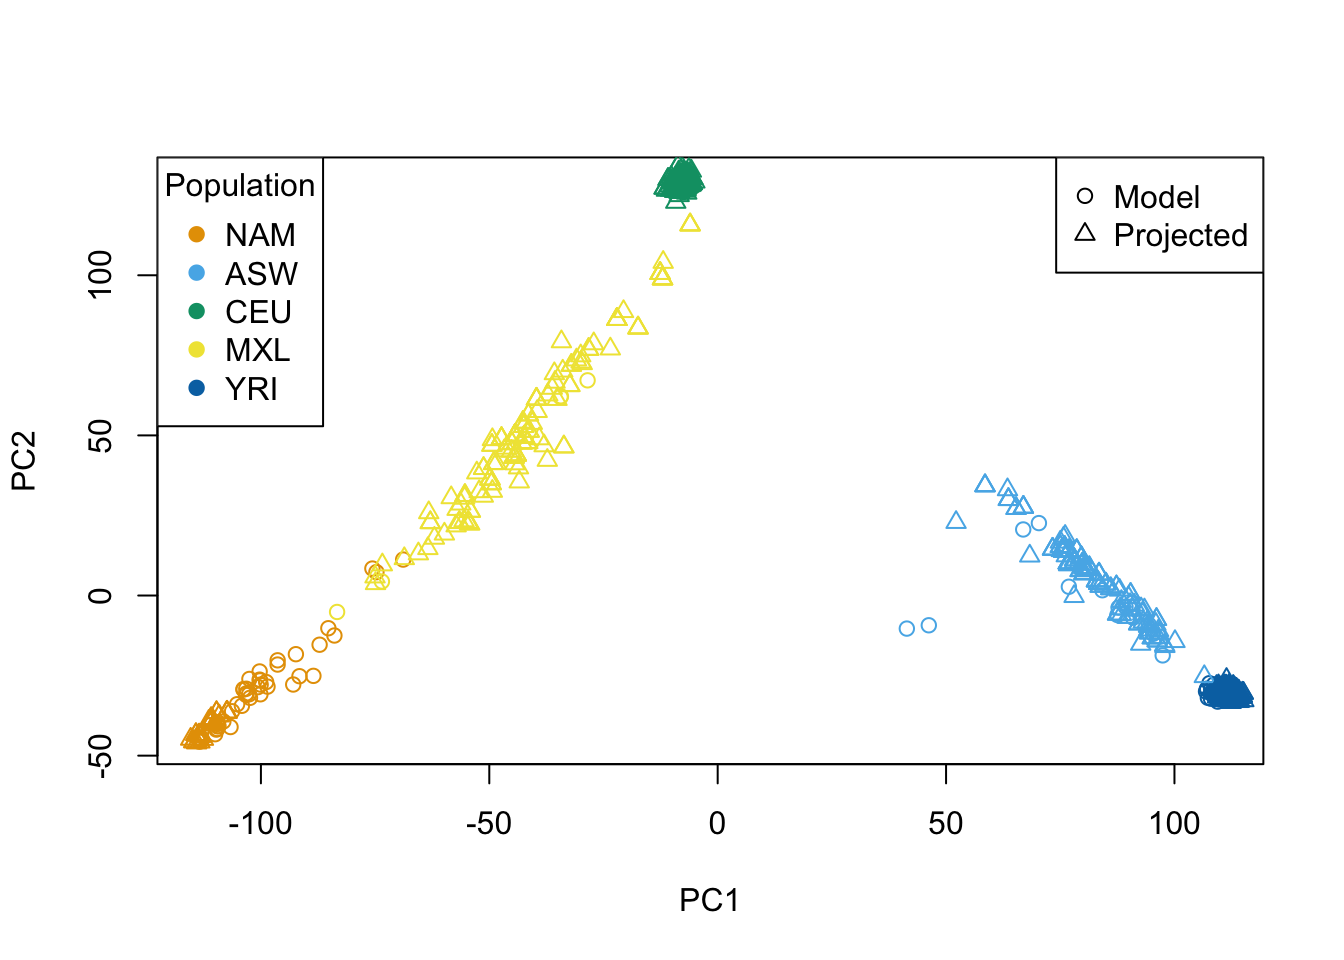 Population
NAM
ASW
CEU
MXL
YRI
Model
Projected
100
50
0
-50
PC2
-100
-50
0
50
100
PC1